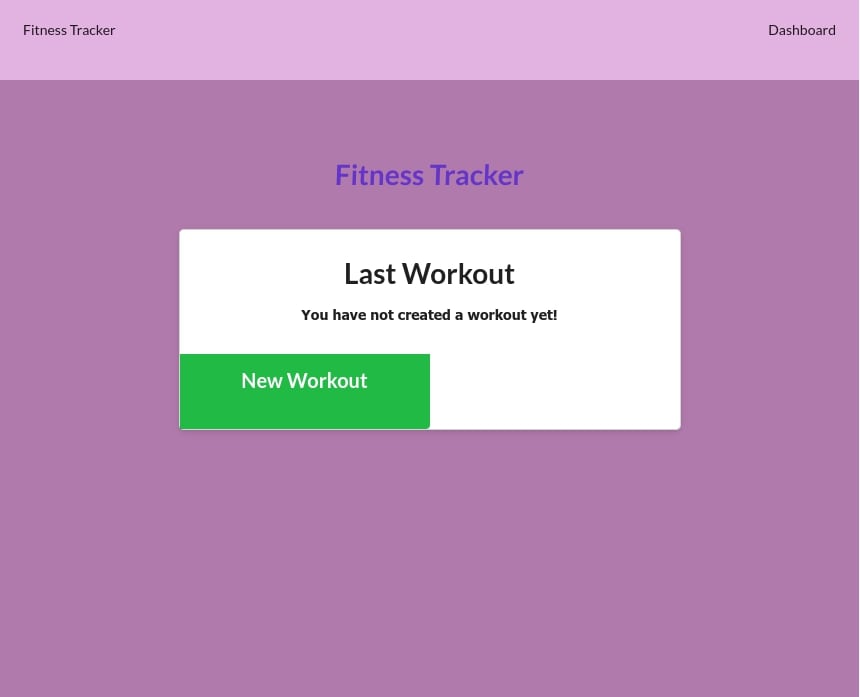 Fitness Tracker
Dashboard
Fitness Tracker
Last Workout
You have not created a workout yet!
New Workout